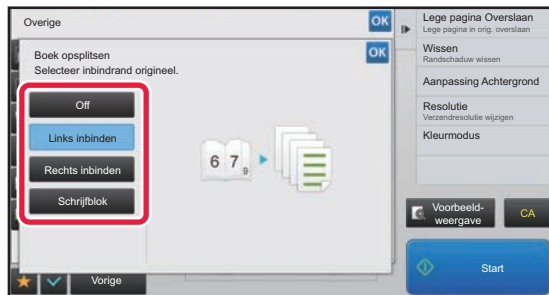 Overige
OK
Boek opsplitsen
Selecteer inbindrand origineel.
OK
Off
Links inbinden
Rechts inbinden
Schrijfblok
6 7 9
Vorige
Lege pagina Overslaan
Lege pagina in orig. overslaan
Wissen
Randschaduw wissen
Aanpassing Achtergrond
Resolutie
Verzendresolutie wijzigen
Kleurmodus
Voorbeeld-
weergave
CA
Start